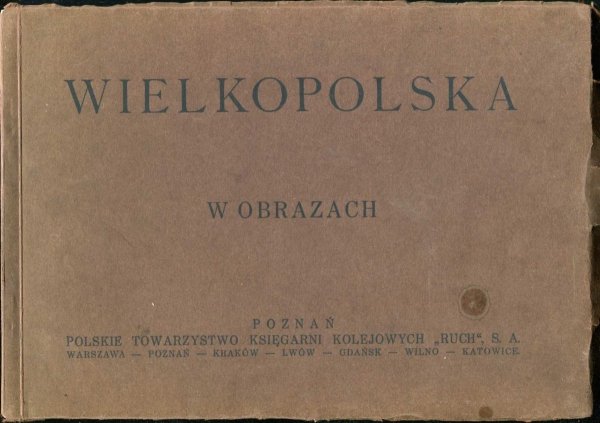 WIELKOPOLSKA
W OBRAZACH
POZNAŃ
POLSKIE TOWARZYSTWO KSIĘGARNI KOLEJOWYCH „RUCH“, S. A.
WARSZAWA — POZNAŃ — KRAKÓW — LWÓW — GDAŃSK — WILNO — KATOWICE.